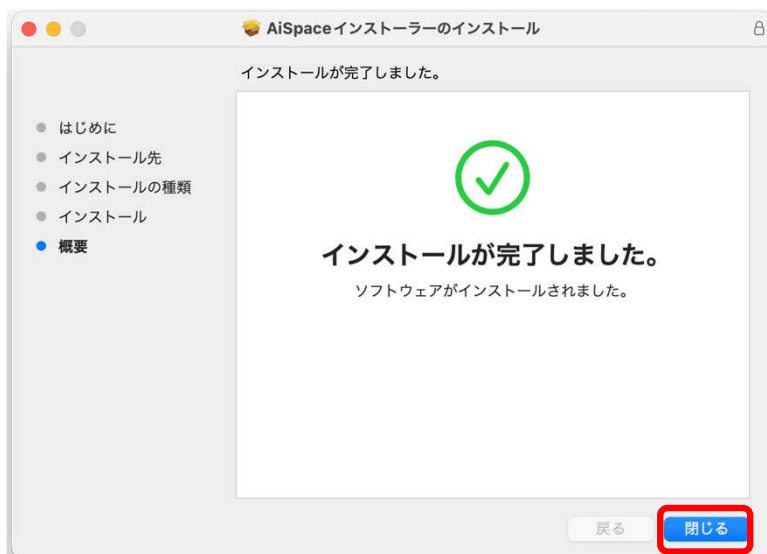 AiSpaceインストーラーのインストール
インストールが完了しました。
はじめに
インストール先
インストールの種類
インストール
概要
インストールが完了しました。
ソフトウェアがインストールされました。
戻る
閉じる